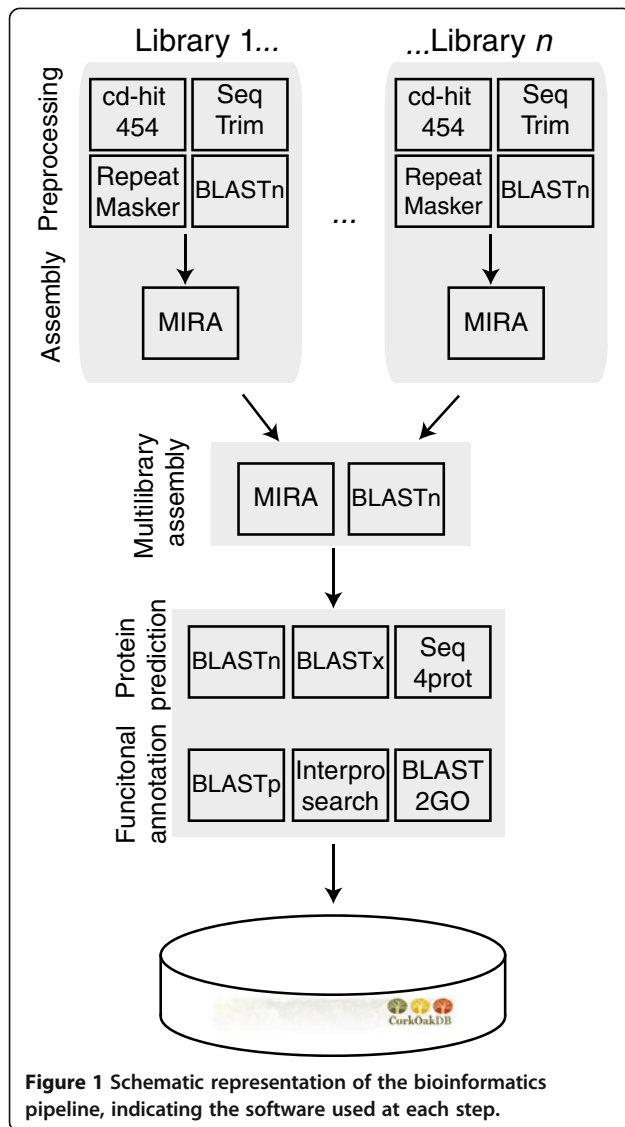 Library 1...
...Library n
Preprocessing
cd-hit
454
Seq
Trim
Repeat
Masker
BLASTn
...
cd-hit
454
Seq
Trim
Repeat
Masker
BLASTn
Assembly
MIRA
MIRA
Multilibrary
assembly
MIRA
BLASTn
Protein
prediction
BLASTn
BLASTx
Seq
4prot
Funcitonal
annotation
BLASTp
Interpro
search
BLAST
2GO
CorkOakDB
Figure 1 Schematic representation of the bioinformatics
pipeline, indicating the software used at each step.